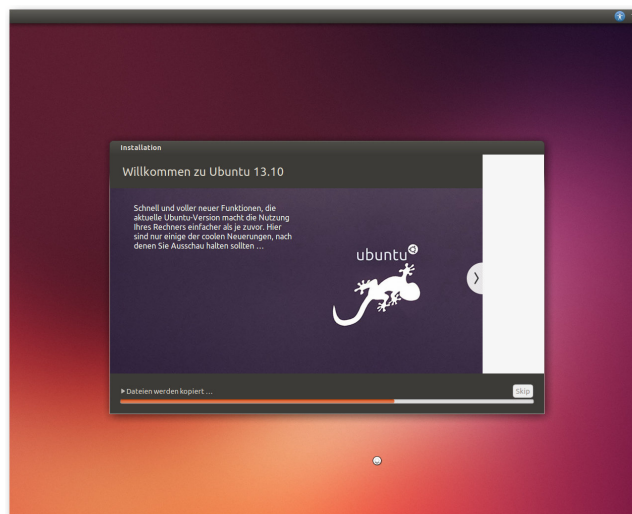 Installation
Willkommen zu Ubuntu 13.10
Schnell und voller neuer Funktionen, die
aktuelle Ubuntu-Version macht die Nutzung
Ihres Rechners einfacher als je zuvor. Hier
sind nur einige der coolen Neuerungen, nach
denen Sie Ausschau halten sollten …
ubuntu
Dateien werden kopiert …
Skip